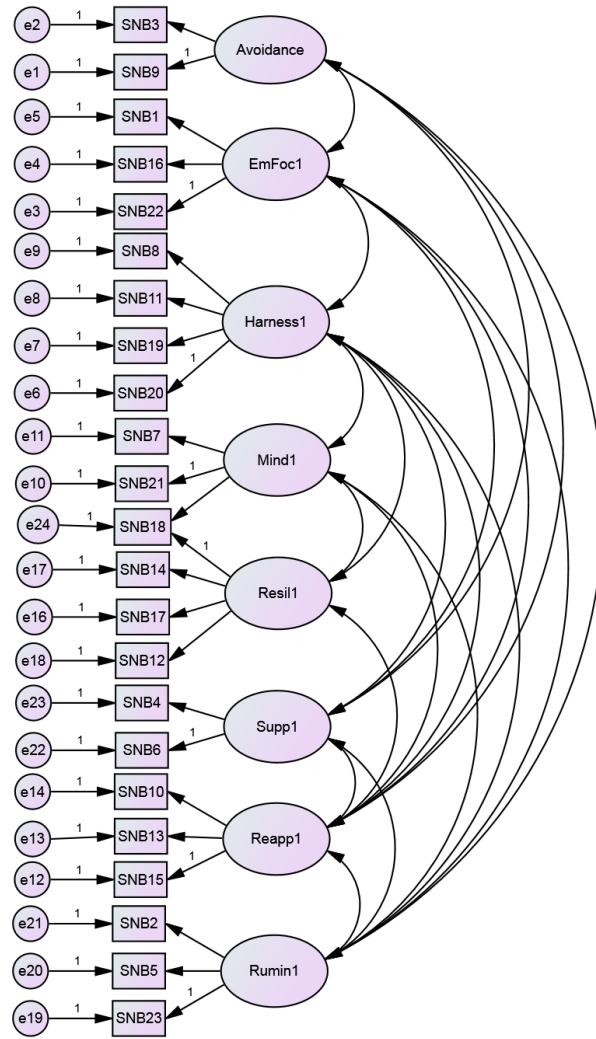 e2 1 SNB3
Avoidance
e1 1 SNB9 1
e5 1 SNB1
e4 1 SNB16 EmFoc1
e3 1 SNB22 1
e9 1 SNB8
e8 1 SNB11
Harness1
e7 1 SNB19
e6 1 SNB20 1
e11 1 SNB7
Mind1
e10 1 SNB21 1
e24 1 SNB18 1
e17 1 SNB14
Resil1
e16 1 SNB17
e18 1 SNB12
e23 1 SNB4
Supp1
e22 1 SNB6 1
e14 1 SNB10
e13 1 SNB13 Reapp1
e12 1 SNB15 1
e21 1 SNB2
e20 1 SNB5 Rumin1
e19 1 SNB23 1